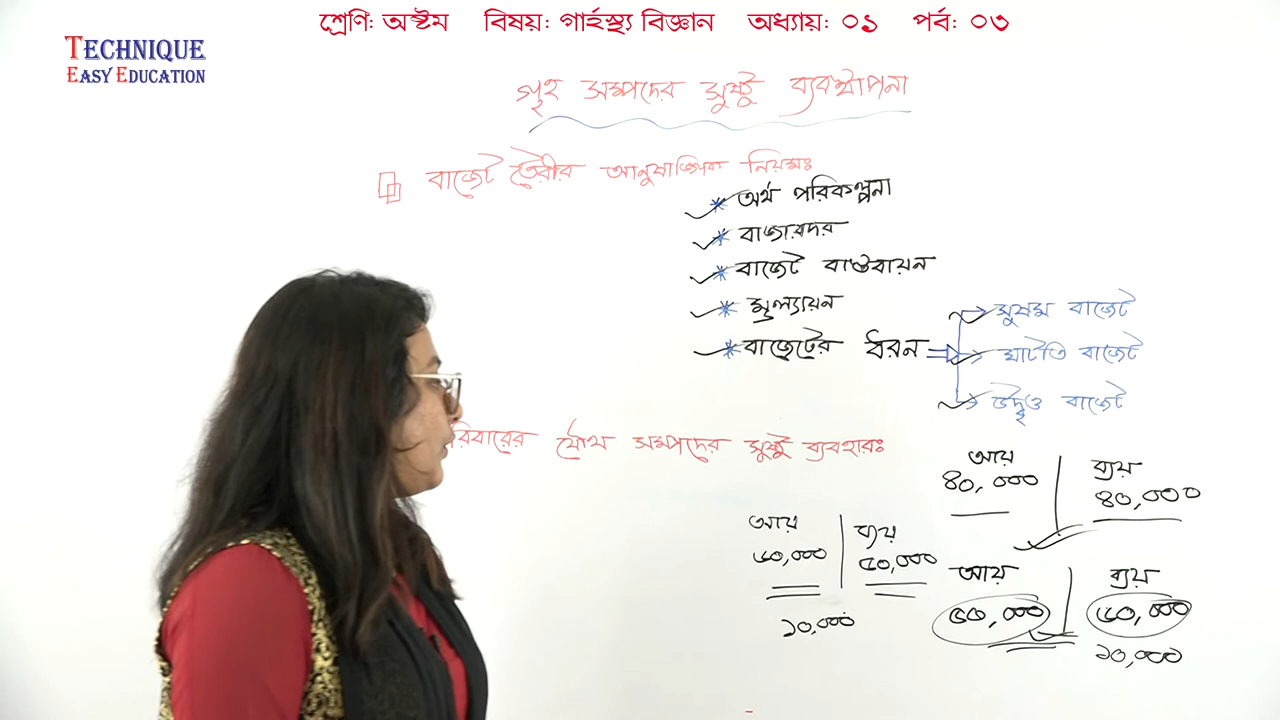 শ্রেণি: অষ্টম বিষয়: গার্হস্থ্য বিজ্ঞান অধ্যায়: ০১ পর্ব: ০৩
TECHNIQUE
EASY EDUCATION
গৃহ সম্পদের সুষ্ঠু ব্যবস্থাপনা
বাজেট তৈরীর আনুষাঙ্গিক নিয়মঃ
অর্থ পরিকল্পনা
বাজারদর
বাজেট বাস্তবায়ন
মূল্যায়ন
বাজেটের ধরন
সুষম বাজেট
ঘাটতি বাজেট
উদ্বৃত্ত বাজেট
রিবারের যৌথ সম্পদের সুষ্ঠু ব্যবহারঃ
আয় ব্যয়
৪০,০০০ ৪০,০০০
আয় ব্যয়
৬০,০০০ ৫০,০০০
১০,০০০
আয় ব্যয়
৫০,০০০ ৬০,০০০
১০,০০০